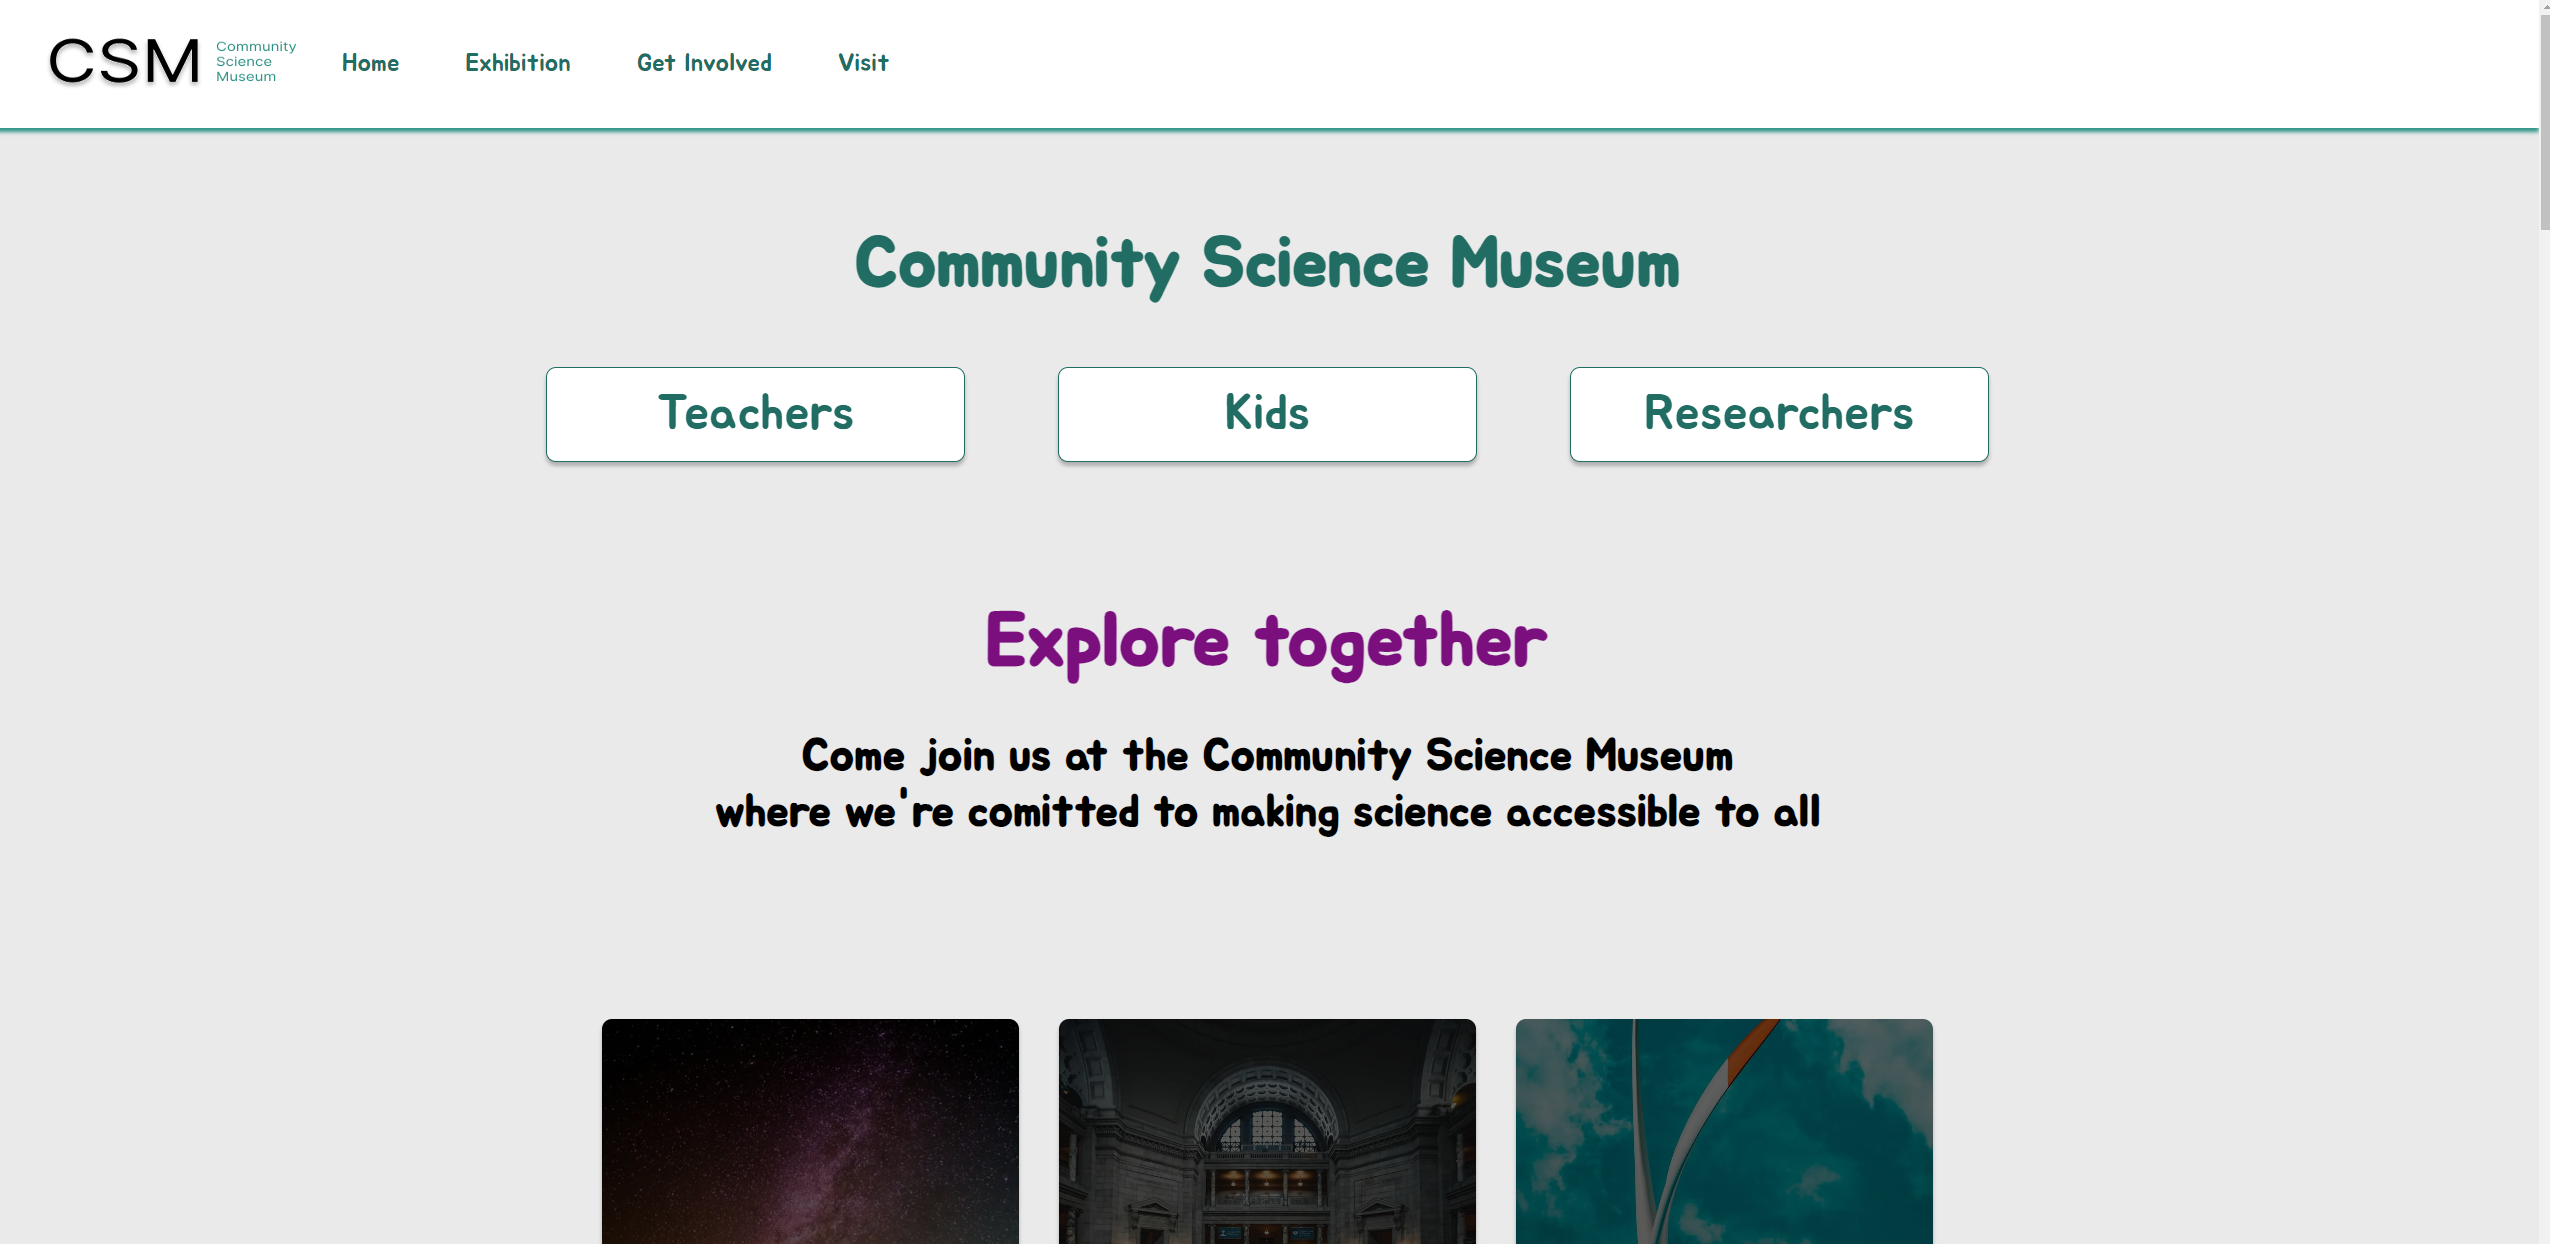 CSM
Community
Science
Museum
Home
Exhibition
Get Involved
Visit
Community Science Museum
Teachers
Kids
Researchers
Explore together
Come join us at the Community Science Museum
where we're comitted to making science accessible to all